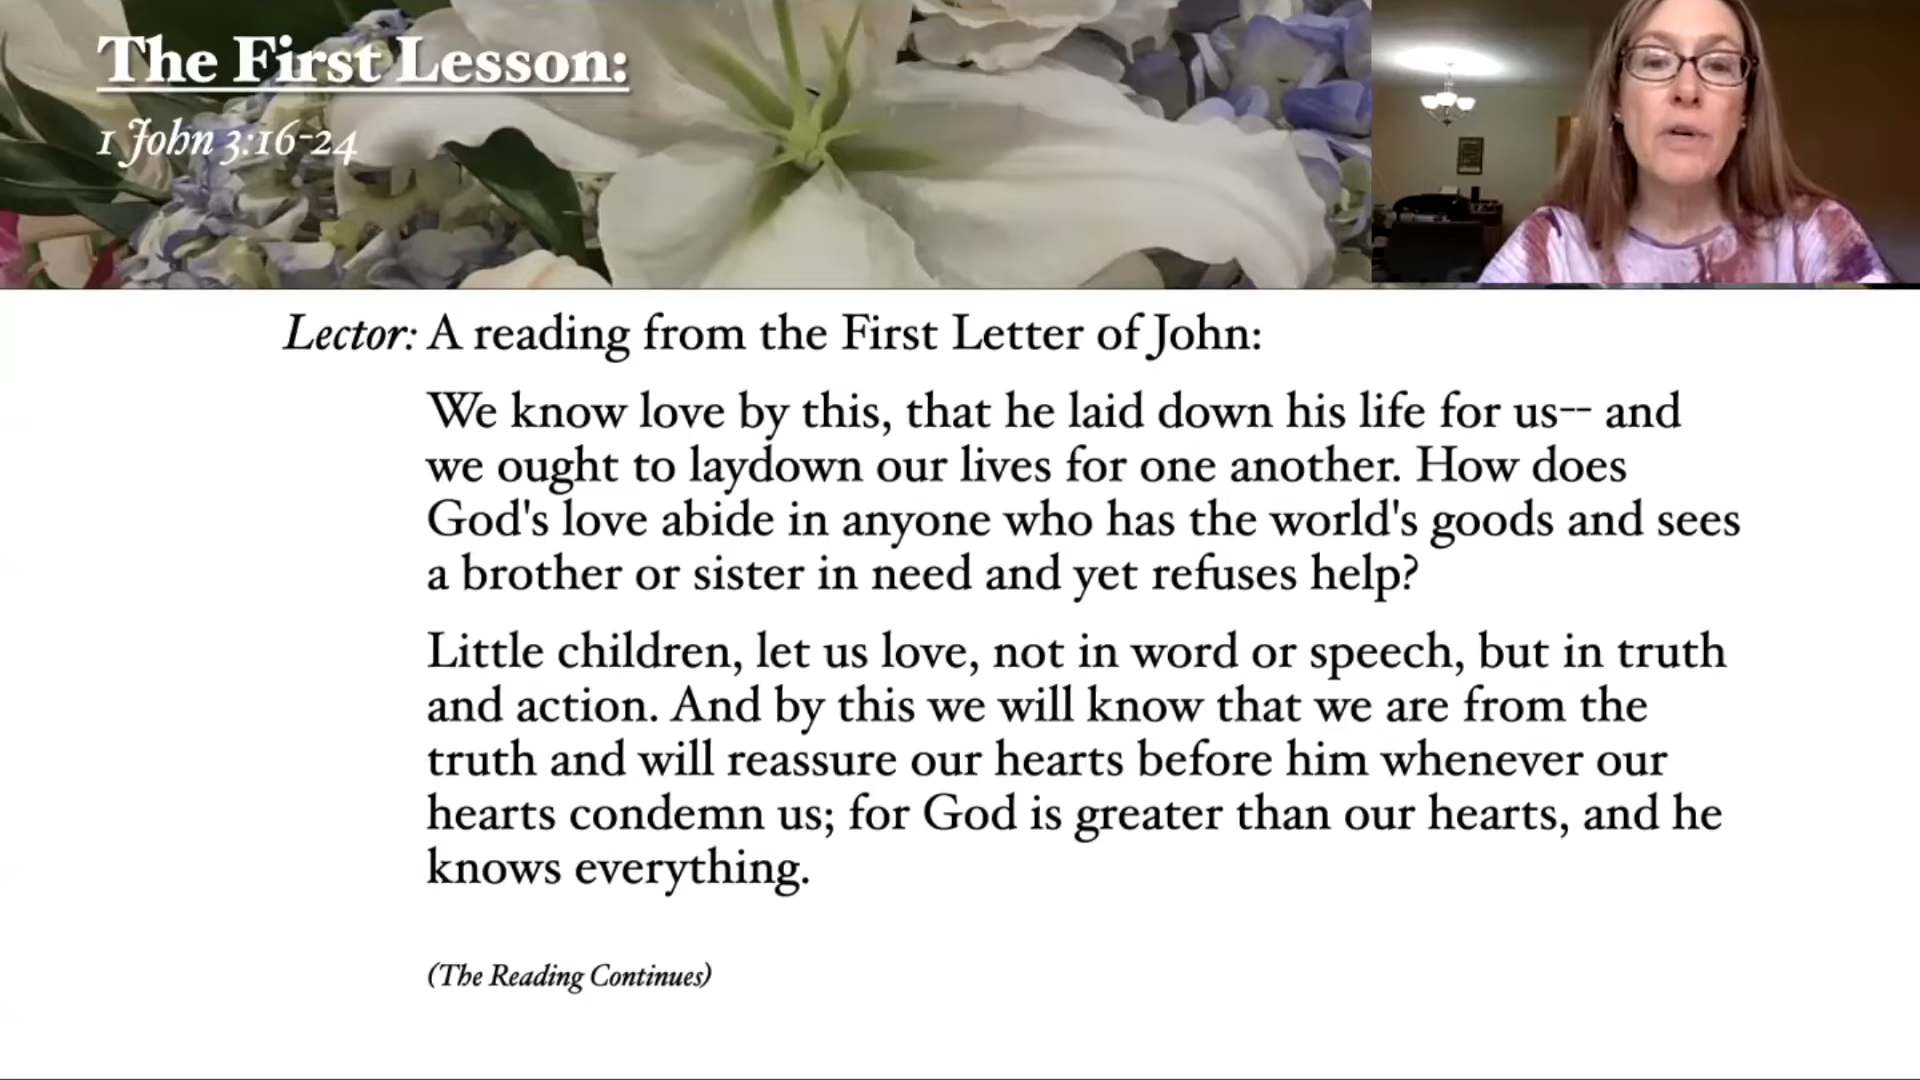 The First Lesson:
1 John 3:16-24
Lector: A reading from the First Letter of John:
We know love by this, that he laid down his life for us-- and
we ought to laydown our lives for one another. How does
God's love abide in anyone who has the world's goods and sees
a brother or sister in need and yet refuses help?
Little children, let us love, not in word or speech, but in truth
and action. And by this we will know that we are from the
truth and will reassure our hearts before him whenever our
hearts condemn us; for God is greater than our hearts, and he
knows everything.
(The Reading Continues)